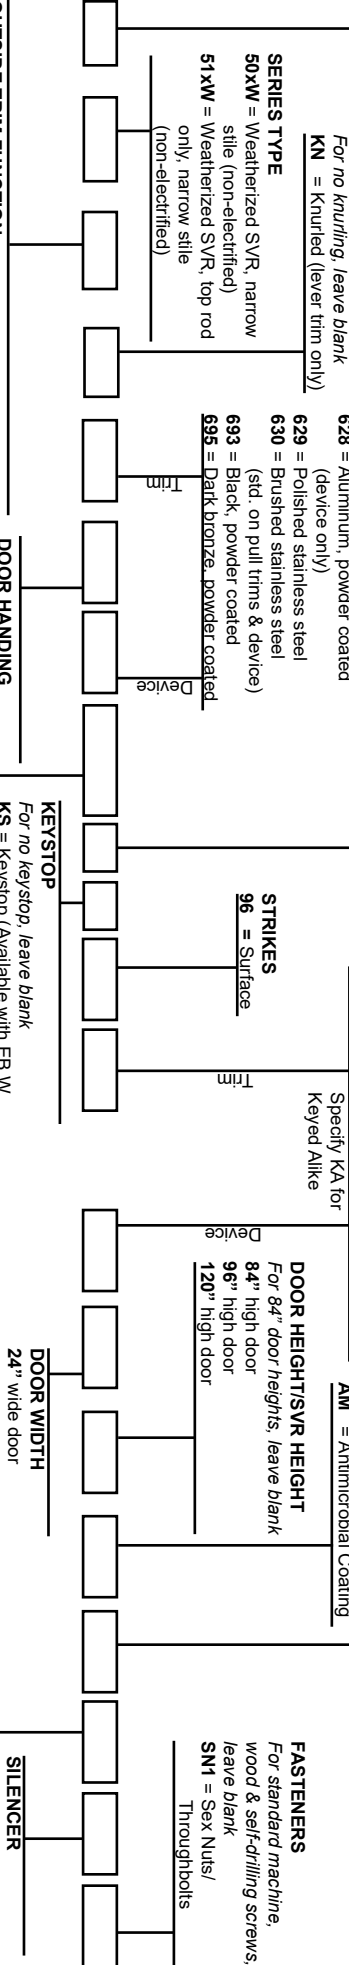 For no knurling, leave blank
KN = Knurled (lever trim only)
SERIES TYPE
50xW = Weatherized SVR, narrow
stile (non-electrified)
51xW = Weatherized SVR, top rod
only, narrow stile
(non-electrified)
628 = Aluminum, powder coated
(device only)
629 = Polished stainless steel
630 = Brushed stainless steel
(std. on pull trims & device)
693 = Black, powder coated
695 = Dark bronze, powder coated
Trim
Device
DOOR HANDING
KEYSTOP
For no keystop, leave blank
KS = Keystop (Available with EB W
STRIKES
96 = Surface
Trim
Specify KA for
Keyed Alike
Device
DOOR HEIGHT/SVR HEIGHT
For 84” door heights, leave blank
84” high door
96” high door
120” high door
DOOR WIDTH
24” wide door
AM = Antimicrobial Coating
FASTENERS
For standard machine,
wood & self-drilling screws,
leave blank
SN1 = Sex Nuts/
Throughbolts
SILENCER